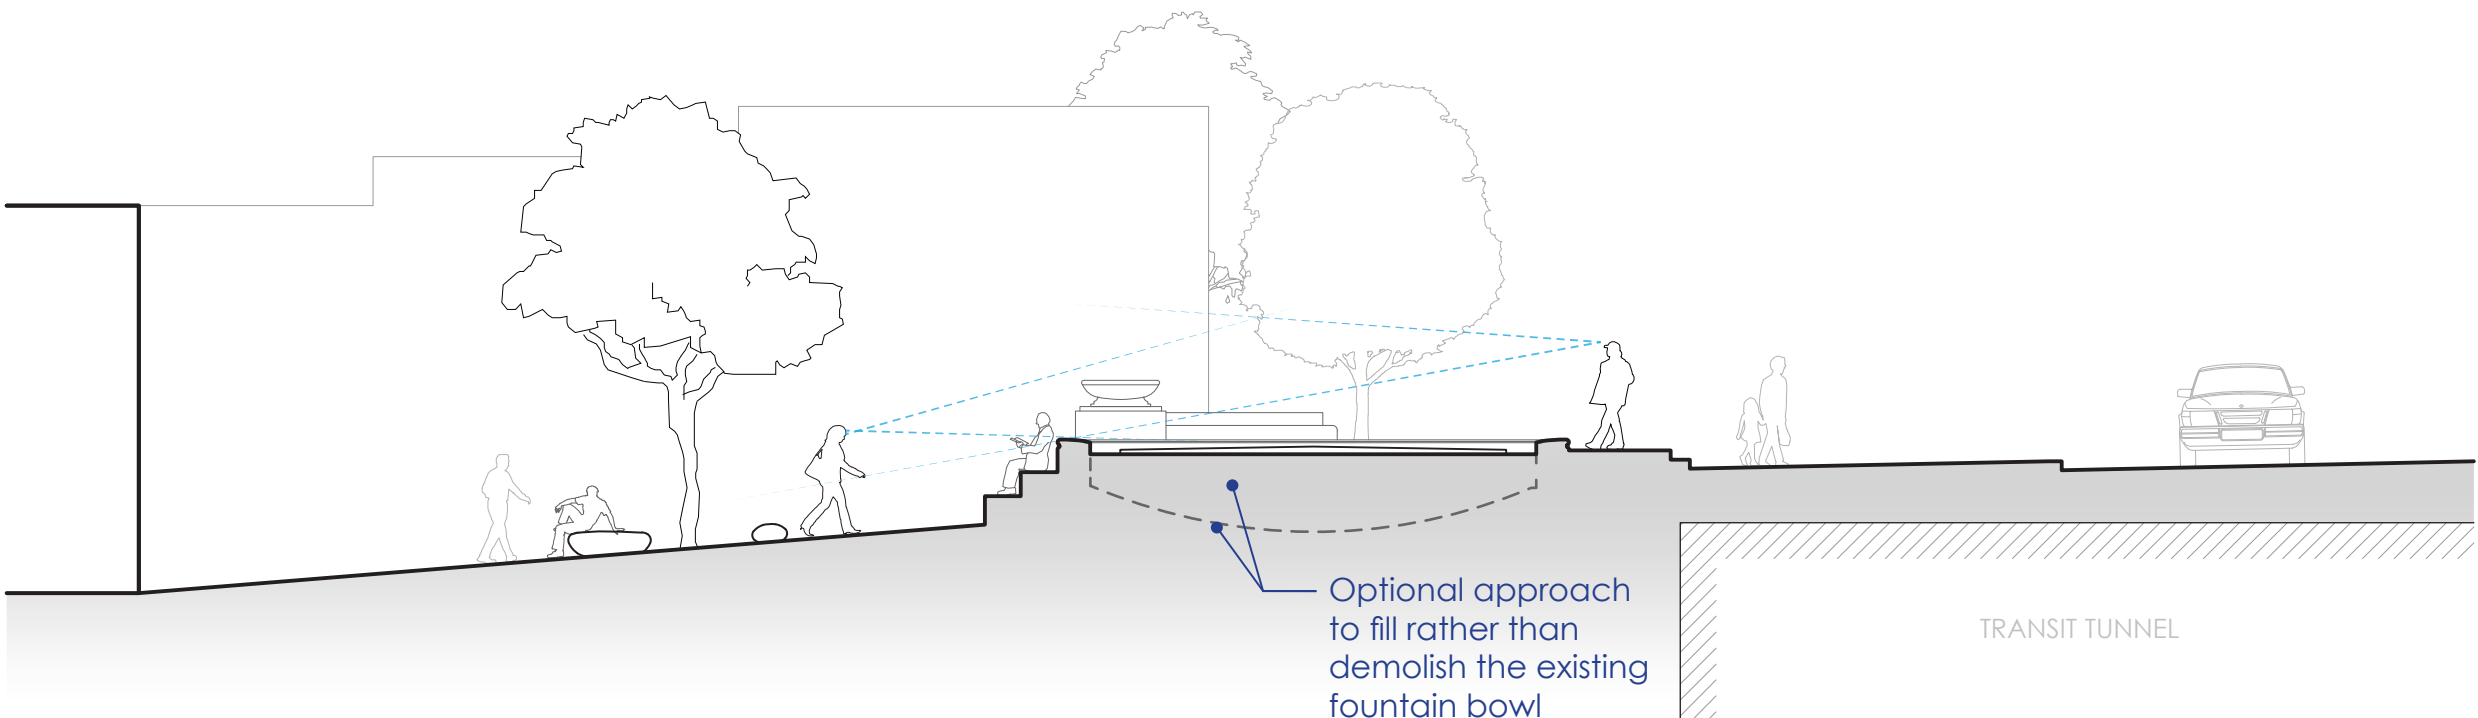 Optional approach
to fill rather than
demolish the existing
fountain bowl
TRANSIT TUNNEL